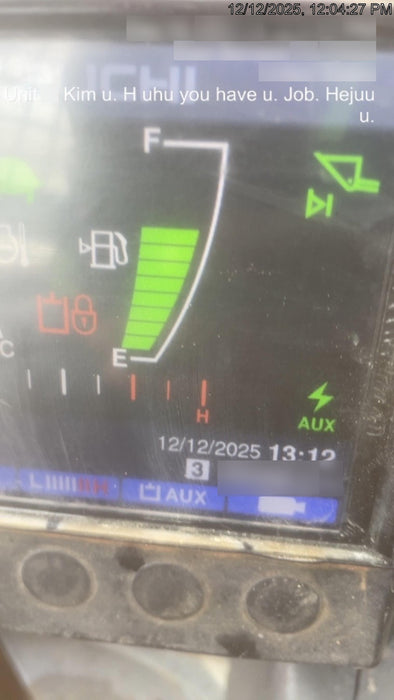 12/12/2025, 12:04:27 PM
Unit Kim u. H uhu you have u. Job. Hejuu
u.
F
E
C
H
AUX
12/12/2025 13:12
3
L H
AUX